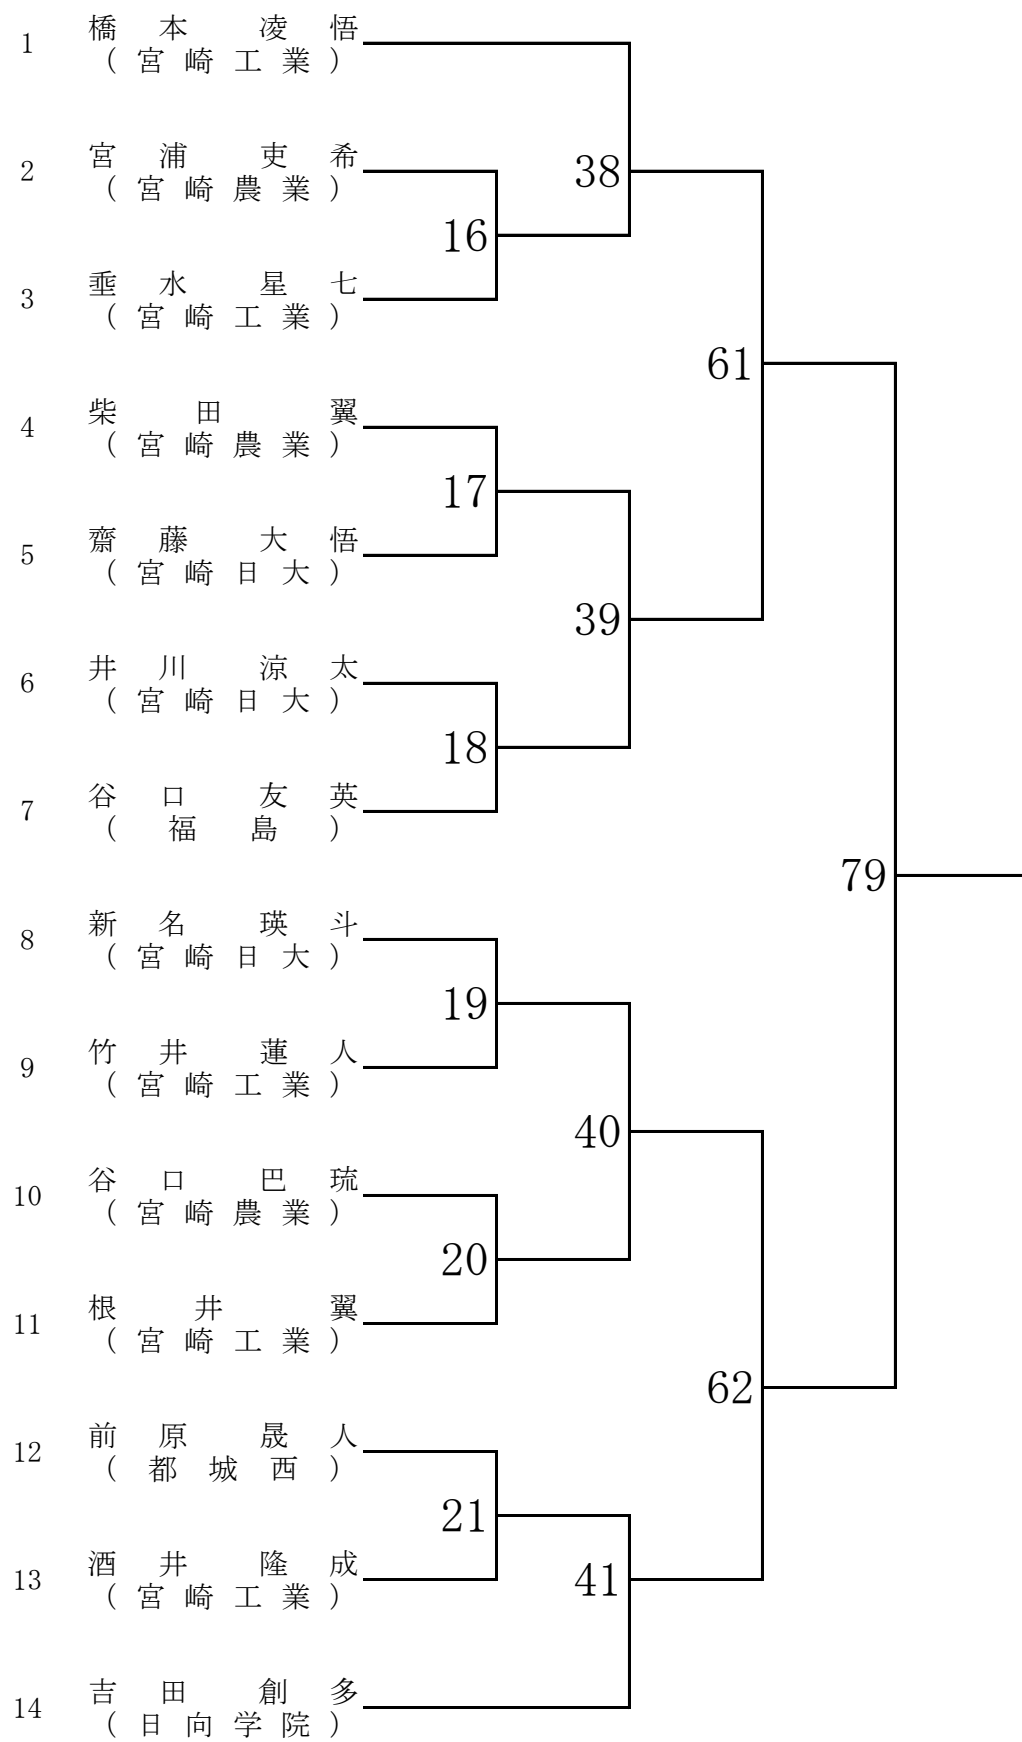 1 橋本 凌悟
(宮崎工業)
2 宮浦 吏希
(宮崎農業)
3 垂水 星七
(宮崎工業)
4 柴田 翼
(宮崎農業)
5 齋藤 大悟
(宮崎日大)
6 井川 涼太
(宮崎日大)
7 谷口 友英
(福島)
8 新名 瑛斗
(宮崎日大)
9 竹井 蓮人
(宮崎工業)
10 谷口 巴琉
(宮崎農業)
11 根井 翼
(宮崎工業)
12 前原 晟人
(都城西)
13 酒井 隆成
(宮崎工業)
14 吉田 創多
(日向学院)
16
17
18
19
20
21
38
39
40
41
61
62
79